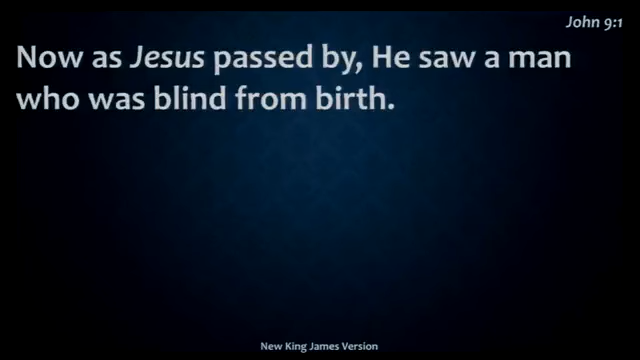 John 9:1
Now as Jesus passed by, He saw a man
who was blind from birth.
New King James Version